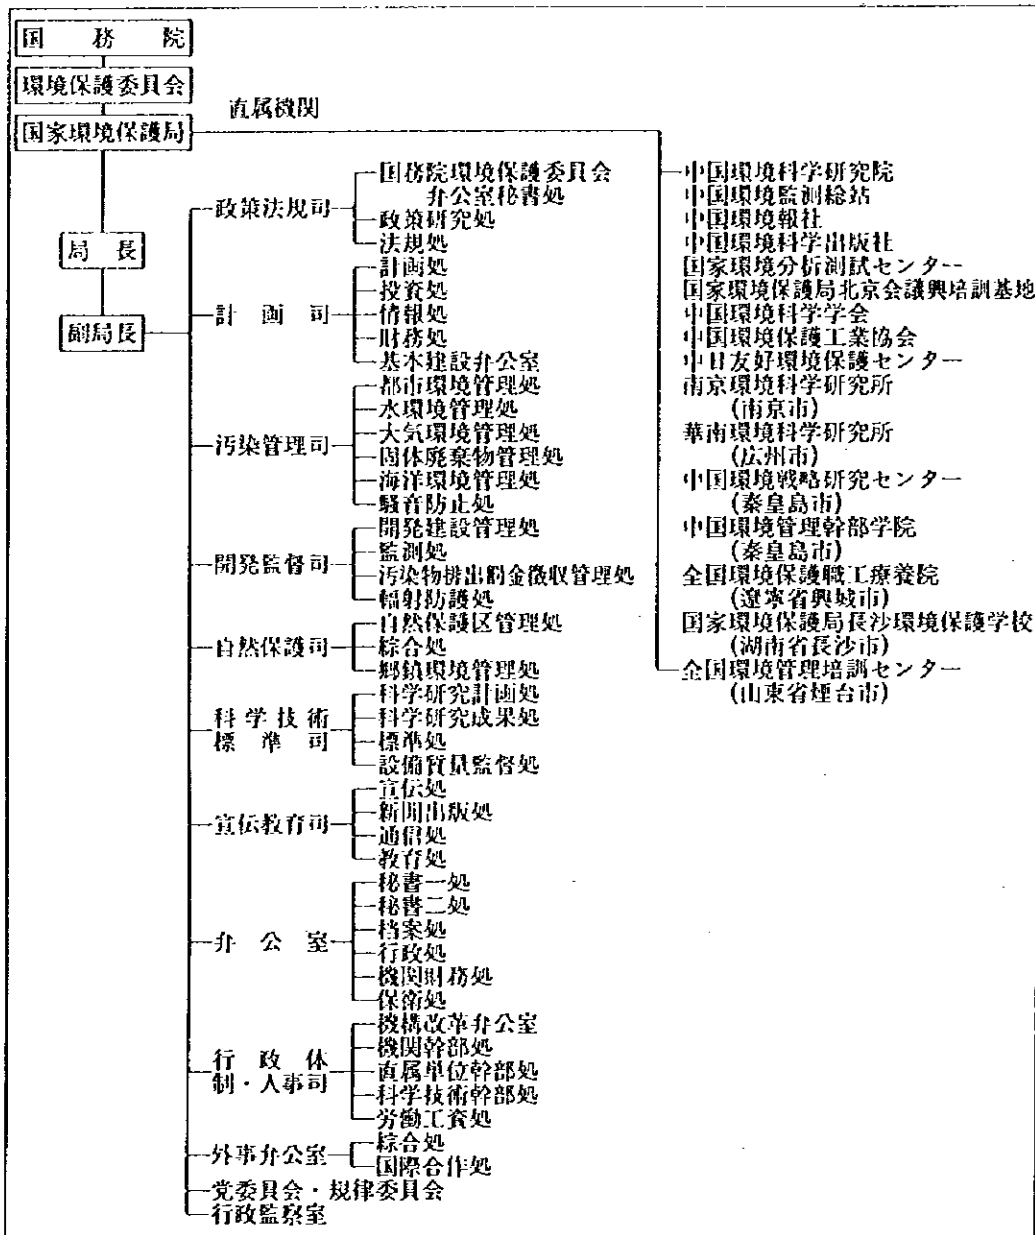 国務院
環境保護委員会
国家環境保護局
直属機関
局長
副局長
政策法規司
国務院環境保護委員会
弁公室秘書処
政策研究処
法規処
計画司
計画処
投資処
情報処
財務処
基本建設弁公室
汚染管理司
都市環境管理処
水環境管理処
大気環境管理処
固体廃棄物管理処
海洋環境管理処
騒音防止処
開発監督司
開発建設管理処
監測処
汚染物排出料金徴収管理処
輻射防護処
自然保護司
自然保護区管理処
綜合処
郷鎮環境管理処
科学技術
標準司
科学研究計画処
科学研究成果処
標準処
設備質量監督処
宣伝教育司
宣伝処
新聞出版処
通信処
教育処
弁公室
秘書一処
秘書二処
档案処
行政処
機関財務処
保衛処
行政体
制・人事司
機構改革弁公室
機関幹部処
直属単位幹部処
科学技術幹部処
労働工資処
外事弁公室
綜合処
国際合作処
党委員会・規律委員会
行政監察室
中国環境科学研究院
中国環境監測総站
中国環境報社
中国環境科学出版社
国家環境分析測試センター
国家環境保護局北京会議興培訓基地
中国環境科学学会
中国環境保護工業協会
中日友好環境保護センター
南京環境科学研究所
(南京市)
華南環境科学研究所
(広州市)
中国環境戦略研究センター
(秦皇島市)
中国環境管理幹部学院
(秦皇島市)
全国環境保護職工療養院
(遼寧省興城市)
国家環境保護局長沙環境保護学校
(湖南省長沙市)
全国環境管理培訓センター
(山東省煙台市)